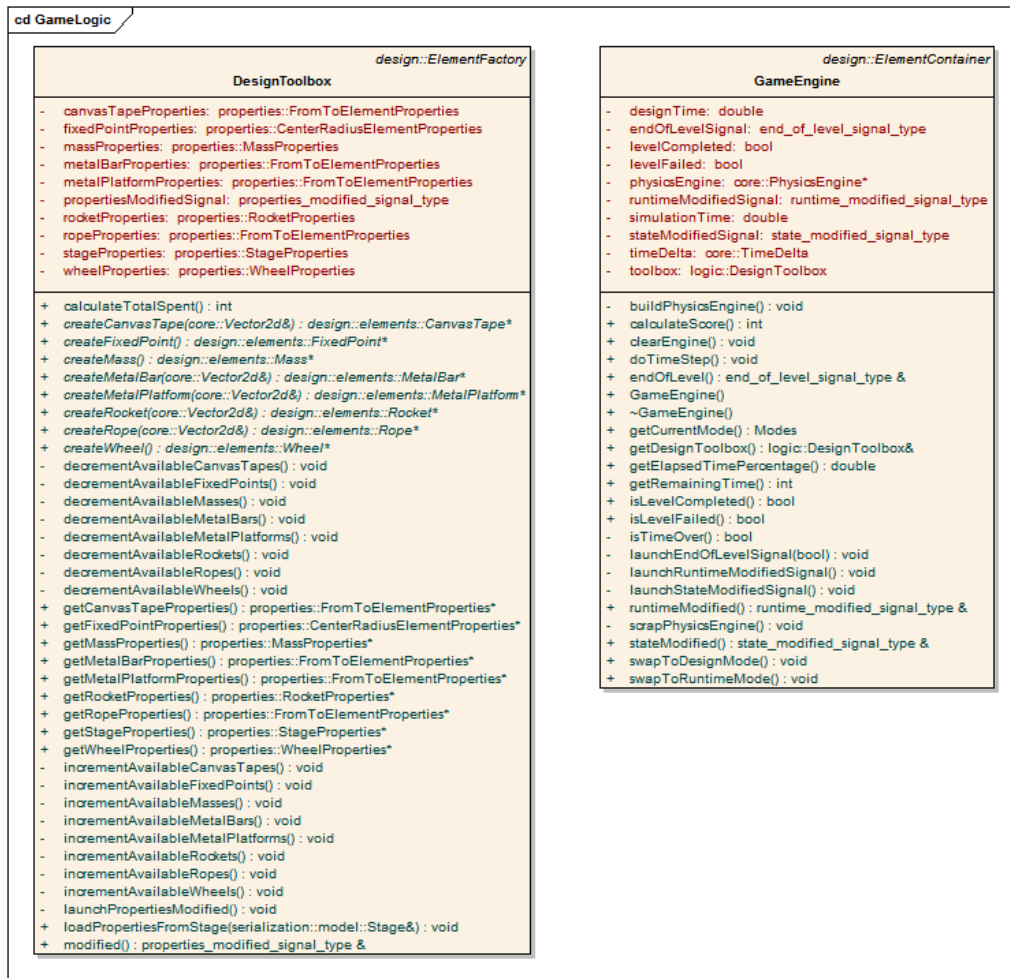 cd GameLogic
design::ElementFactory
DesignToolbox
- canvasTapeProperties: properties::FromToElementProperties
- fixedPointProperties: properties::CenterRadiusElementProperties
- massProperties: properties::MassProperties
- metalBarProperties: properties::FromToElementProperties
- metalPlatformProperties: properties::FromToElementProperties
- propertiesModifiedSignal: properties_modified_signal_type
- rocketProperties: properties::RocketProperties
- ropeProperties: properties::FromToElementProperties
- stageProperties: properties::StageProperties
- wheelProperties: properties::WheelProperties
+ calculateTotalSpent() : int
+ createCanvasTape(core::Vector2d&) : design::elements::CanvasTape*
+ createFixedPoint() : design::elements::FixedPoint*
+ createMass() : design::elements::Mass*
+ createMetalBar(core::Vector2d&) : design::elements::MetalBar*
+ createMetalPlatform(core::Vector2d&) : design::elements::MetalPlatform*
+ createRocket(core::Vector2d&) : design::elements::Rocket*
+ createRope(core::Vector2d&) : design::elements::Rope*
+ createWheel() : design::elements::Wheel*
- decrementAvailableCanvasTapes() : void
- decrementAvailableFixedPoints() : void
- decrementAvailableMasses() : void
- decrementAvailableMetalBars() : void
- decrementAvailableMetalPlatforms() : void
- decrementAvailableRockets() : void
- decrementAvailableRopes() : void
- decrementAvailableWheels() : void
+ getCanvasTapeProperties() : properties::FromToElementProperties*
+ getFixedPointProperties() : properties::CenterRadiusElementProperties*
+ getMassProperties() : properties::MassProperties*
+ getMetalBarProperties() : properties::FromToElementProperties*
+ getMetalPlatformProperties() : properties::FromToElementProperties*
+ getRocketProperties() : properties::RocketProperties*
+ getRopeProperties() : properties::FromToElementProperties*
+ getStageProperties() : properties::StageProperties*
+ getWheelProperties() : properties::WheelProperties*
- incrementAvailableCanvasTapes() : void
- incrementAvailableFixedPoints() : void
- incrementAvailableMasses() : void
- incrementAvailableMetalBars() : void
- incrementAvailableMetalPlatforms() : void
- incrementAvailableRockets() : void
- incrementAvailableRopes() : void
- incrementAvailableWheels() : void
- launchPropertiesModified() : void
+ loadPropertiesFromStage(serialization::model::Stage&) : void
+ modified() : properties_modified_signal_type &
design::ElementContainer
GameEngine
- designTime: double
- endOfLevelSignal: end_of_level_signal_type
- levelCompleted: bool
- levelFailed: bool
- physicsEngine: core::PhysicsEngine*
- runtimeModifiedSignal: runtime_modified_signal_type
- simulationTime: double
- stateModifiedSignal: state_modified_signal_type
- timeDelta: core::TimeDelta
- toolbox: logic::DesignToolbox
- buildPhysicsEngine() : void
+ calculateScore() : int
+ clearEngine() : void
+ doTimeStep() : void
+ endOfLevel() : end_of_level_signal_type &
+ GameEngine()
+ ~GameEngine()
+ getCurrentMode() : Modes
+ getDesignToolbox() : logic::DesignToolbox&
+ getElapsedTimePercentage() : double
+ getRemainingTime() : int
+ isLevelCompleted() : bool
+ isLevelFailed() : bool
- isTimeOver() : bool
- launchEndOfLevelSignal(bool) : void
- launchRuntimeModifiedSignal() : void
- launchStateModifiedSignal() : void
+ runtimeModified() : runtime_modified_signal_type &
- scrapPhysicsEngine() : void
+ stateModified() : state_modified_signal_type &
+ swapToDesignMode() : void
+ swapToRuntimeMode() : void